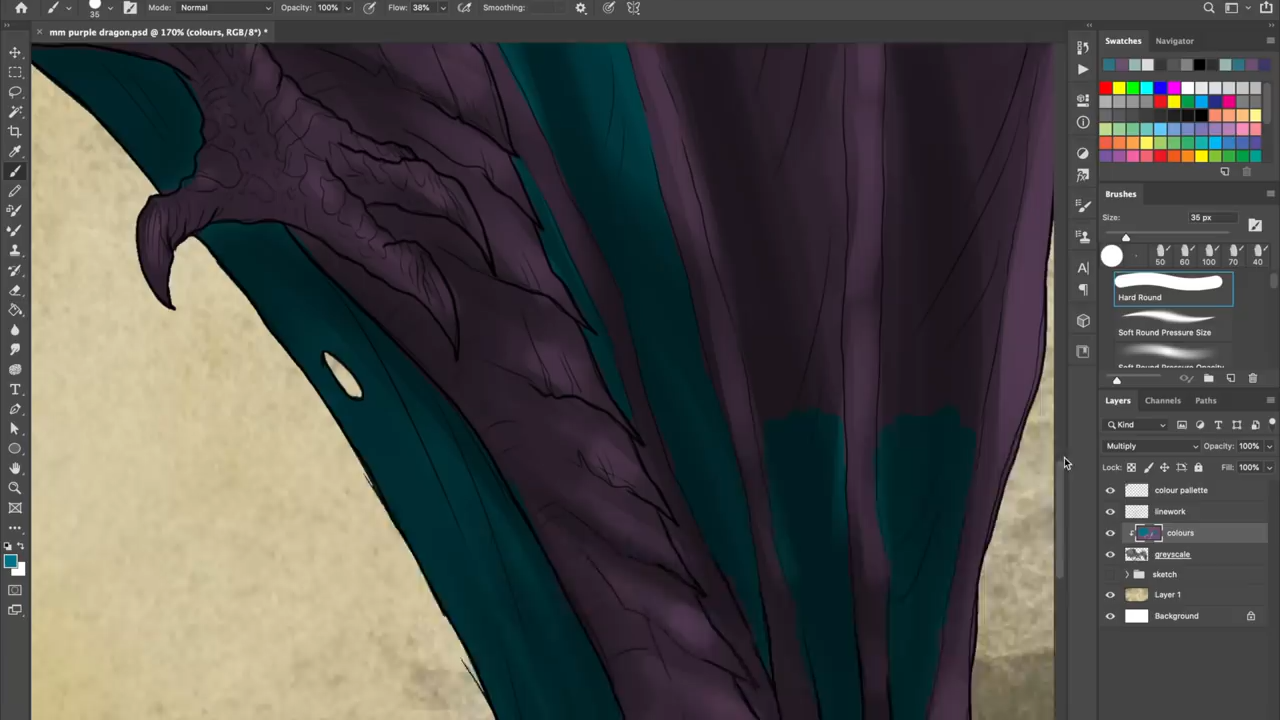 35
Mode: Normal
Opacity: 100%
Flow: 38%
Smoothing:
mm purple dragon.psd @ 170% (colours, RGB/8*) *
Swatches
Navigator
Brushes
Size:
35 px
50
60
100
70
40
Hard Round
Soft Round Pressure Size
Soft Round Pressure Opacity
Layers
Channels
Paths
Kind
Multiply
Opacity: 100%
Lock:
Fill: 100%
colour pallette
linework
colours
greyscale
sketch
Layer 1
Background